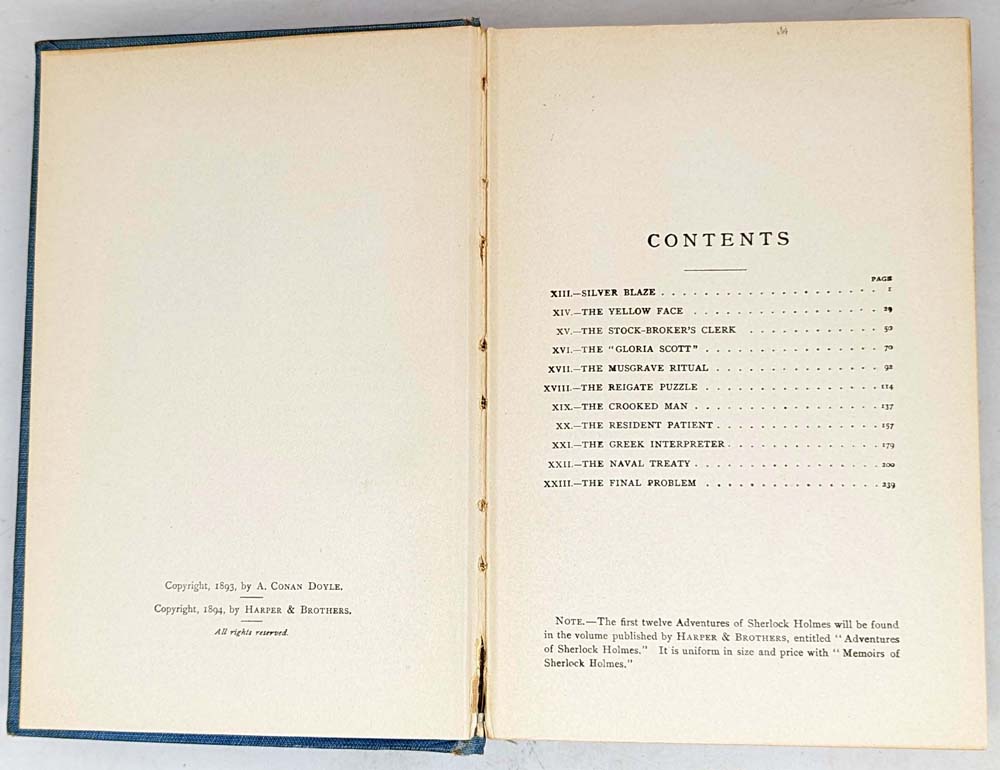 Copyright, 1893, by A. CONAN DOYLE.
Copyright, 1894, by HARPER & BROTHERS.
All rights reserved.
CONTENTS
PAGE
XIII.—SILVER BLAZE . . . . . . . . . . . . . . . . . 1
XIV.—THE YELLOW FACE . . . . . . . . . . . . . . . 29
XV.—THE STOCK-BROKER'S CLERK . . . . . . . . . . 50
XVI.—THE "GLORIA SCOTT" . . . . . . . . . . . . . . 70
XVII.—THE MUSGRAVE RITUAL . . . . . . . . . . . . . 92
XVIII.—THE REIGATE PUZZLE . . . . . . . . . . . . . . 114
XIX.—THE CROOKED MAN . . . . . . . . . . . . . . . 137
XX.—THE RESIDENT PATIENT . . . . . . . . . . . . . 157
XXI.—THE GREEK INTERPRETER . . . . . . . . . . . . 179
XXII.—THE NAVAL TREATY . . . . . . . . . . . . . . . 200
XXIII.—THE FINAL PROBLEM . . . . . . . . . . . . . . 239
NOTE.—The first twelve Adventures of Sherlock Holmes will be found
in the volume published by HARPER & BROTHERS, entitled "Adventures
of Sherlock Holmes." It is uniform in size and price with "Memoirs of
Sherlock Holmes."